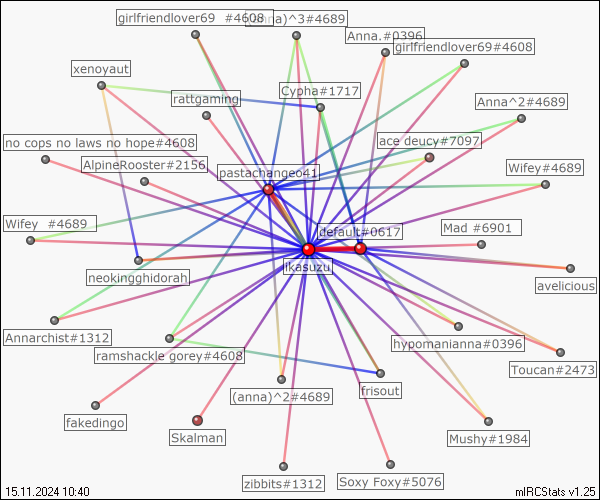 girlfriendlover69 #4608
(anna)^3#4689
Anna.#0396
girlfriendlover69#4608
xenoyaut
Cypha#1717
rattgaming
Anna^2#4689
no cops no laws no hope#4608
ace deucy#7097
AlpineRooster#2156
pastachangeo41
Wifey#4689
Wifey #4689
default#0617
Mad #6901
ikasuzu
neokingghidorah
avelicious
Annarchist#1312
ramshackle gorey#4608
hypomanianna#0396
Toucan#2473
frisout
(anna)^2#4689
fakedingo
Skalman
Mushy#1984
zibbits#1312
Soxy Foxy#5076
15.11.2024 10:40
mIRCStats v1.25